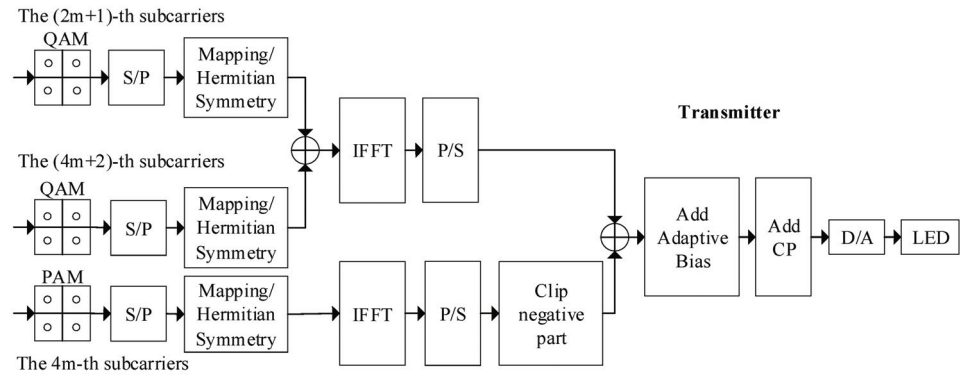 The (2m+1)-th subcarriers
QAM
S/P
Mapping/
Hermitian
Symmetry
IFFT
P/S
Transmitter
The (4m+2)-th subcarriers
QAM
S/P
Mapping/
Hermitian
Symmetry
Add
Adaptive
Bias
Add
CP
D/A
LED
PAM
S/P
Mapping/
Hermitian
Symmetry
IFFT
P/S
Clip
negative
part
The 4m-th subcarriers